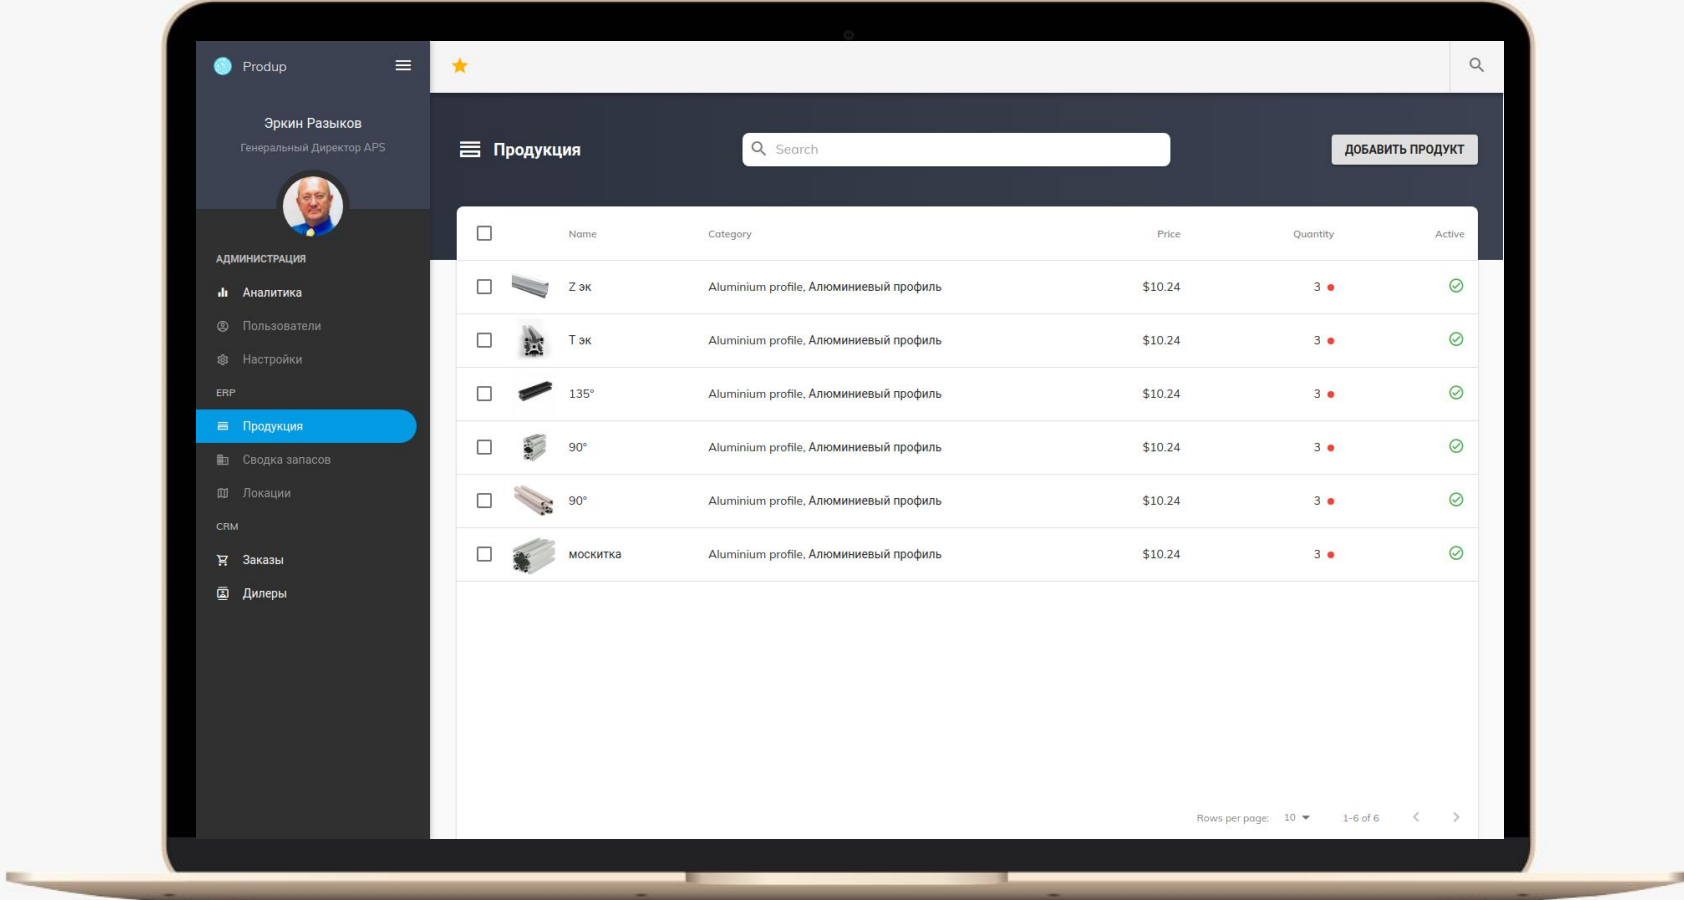 Produp
Эркин Разыков
Генеральный Директор APS
АДМИНИСТРАЦИЯ
Аналитика
Пользователи
Настройки
ERP
Продукция
Сводка запасов
Локации
CRM
Заказы
Дилеры
Продукция
Search
ДОБАВИТЬ ПРОДУКТ
Name Category Price Quantity Active
Z эк Aluminium profile, Алюминиевый профиль $10.24 3
Т эк Aluminium profile, Алюминиевый профиль $10.24 3
135° Aluminium profile, Алюминиевый профиль $10.24 3
90° Aluminium profile, Алюминиевый профиль $10.24 3
90° Aluminium profile, Алюминиевый профиль $10.24 3
москитка Aluminium profile, Алюминиевый профиль $10.24 3
Rows per page: 10 1-6 of 6